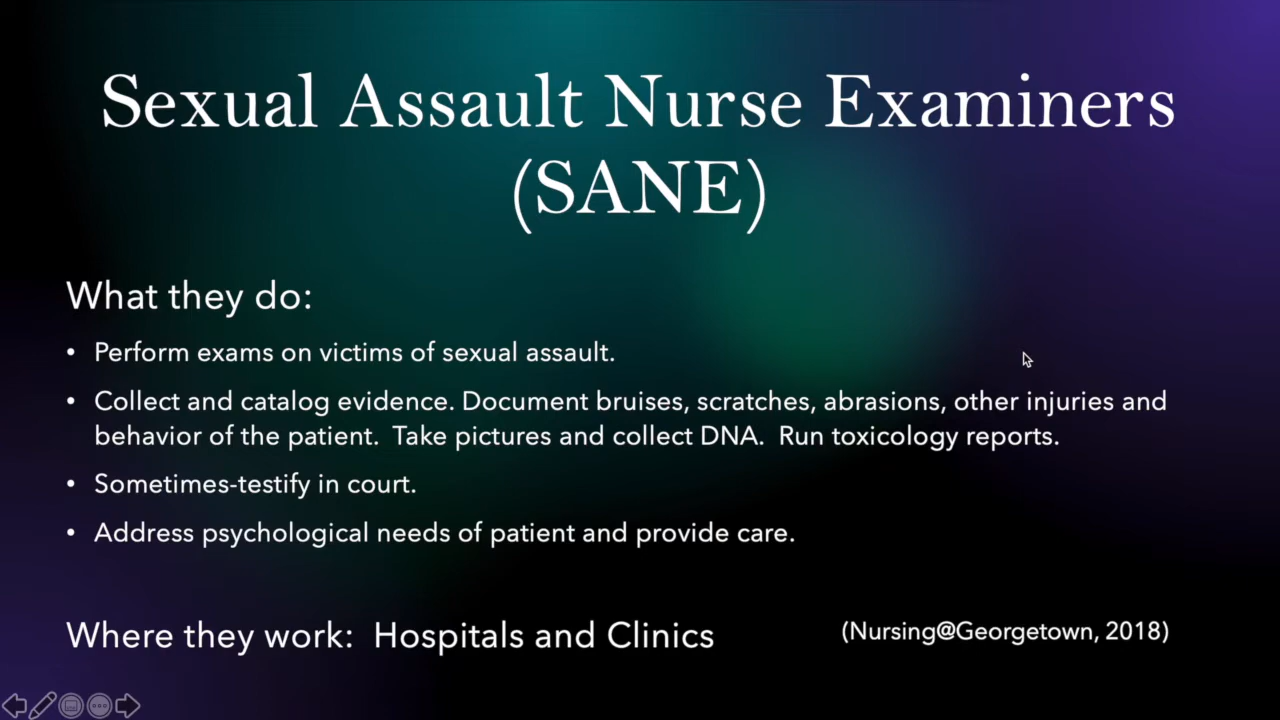 Sexual Assault Nurse Examiners
(SANE)
What they do:
• Perform exams on victims of sexual assault.
• Collect and catalog evidence. Document bruises, scratches, abrasions, other injuries and
behavior of the patient.  Take pictures and collect DNA.  Run toxicology reports.
• Sometimes-testify in court.
• Address psychological needs of patient and provide care.
Where they work:  Hospitals and Clinics
(Nursing@Georgetown, 2018)